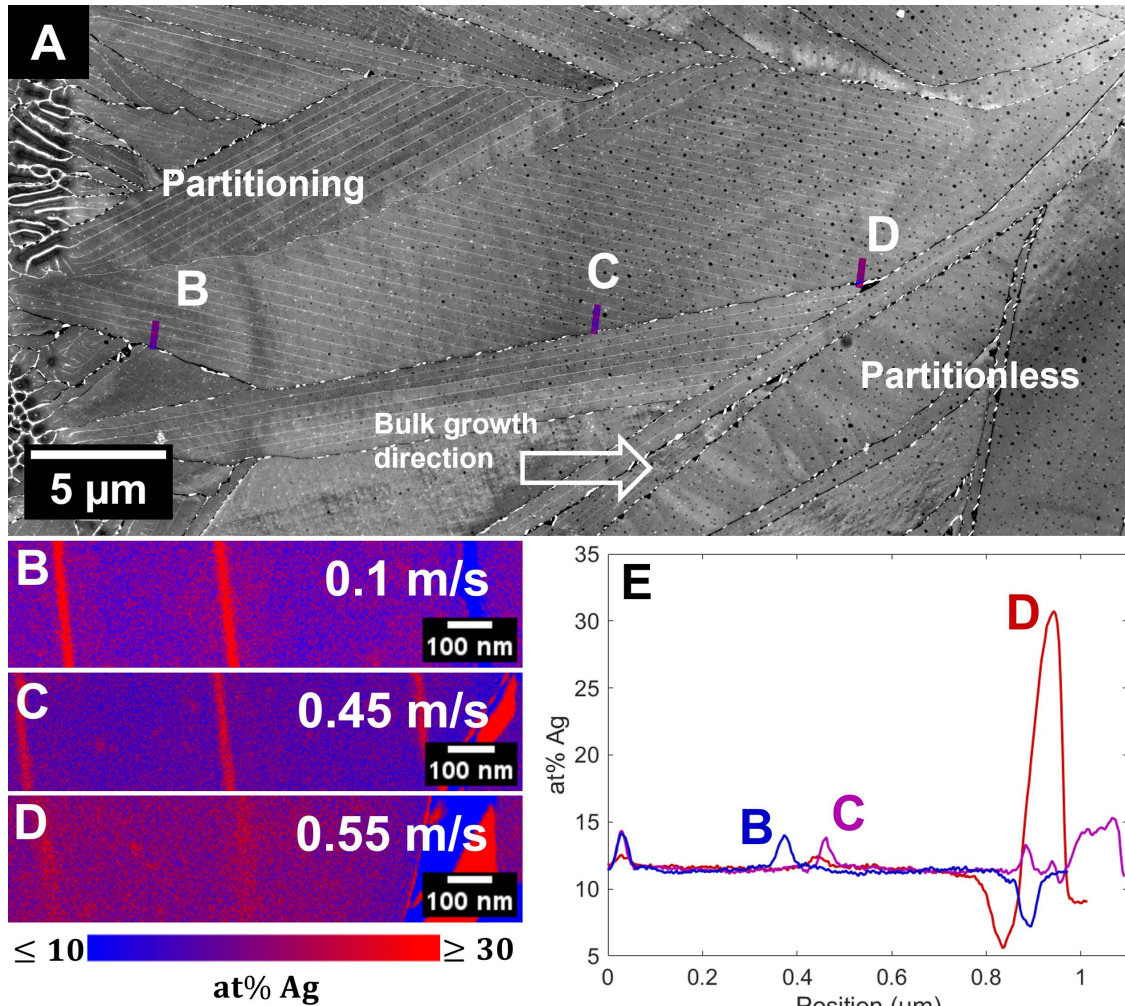 A
Partitioning
B
C
D
Partitionless
Bulk growth
direction
5 µm
B
0.1 m/s
100 nm
C
0.45 m/s
100 nm
D
0.55 m/s
100 nm
≤ 10
≥ 30
at% Ag
35
30
25
20
15
10
5
at% Ag
E
D
B
C
0
0.2
0.4
0.6
0.8
1
Position (µm)